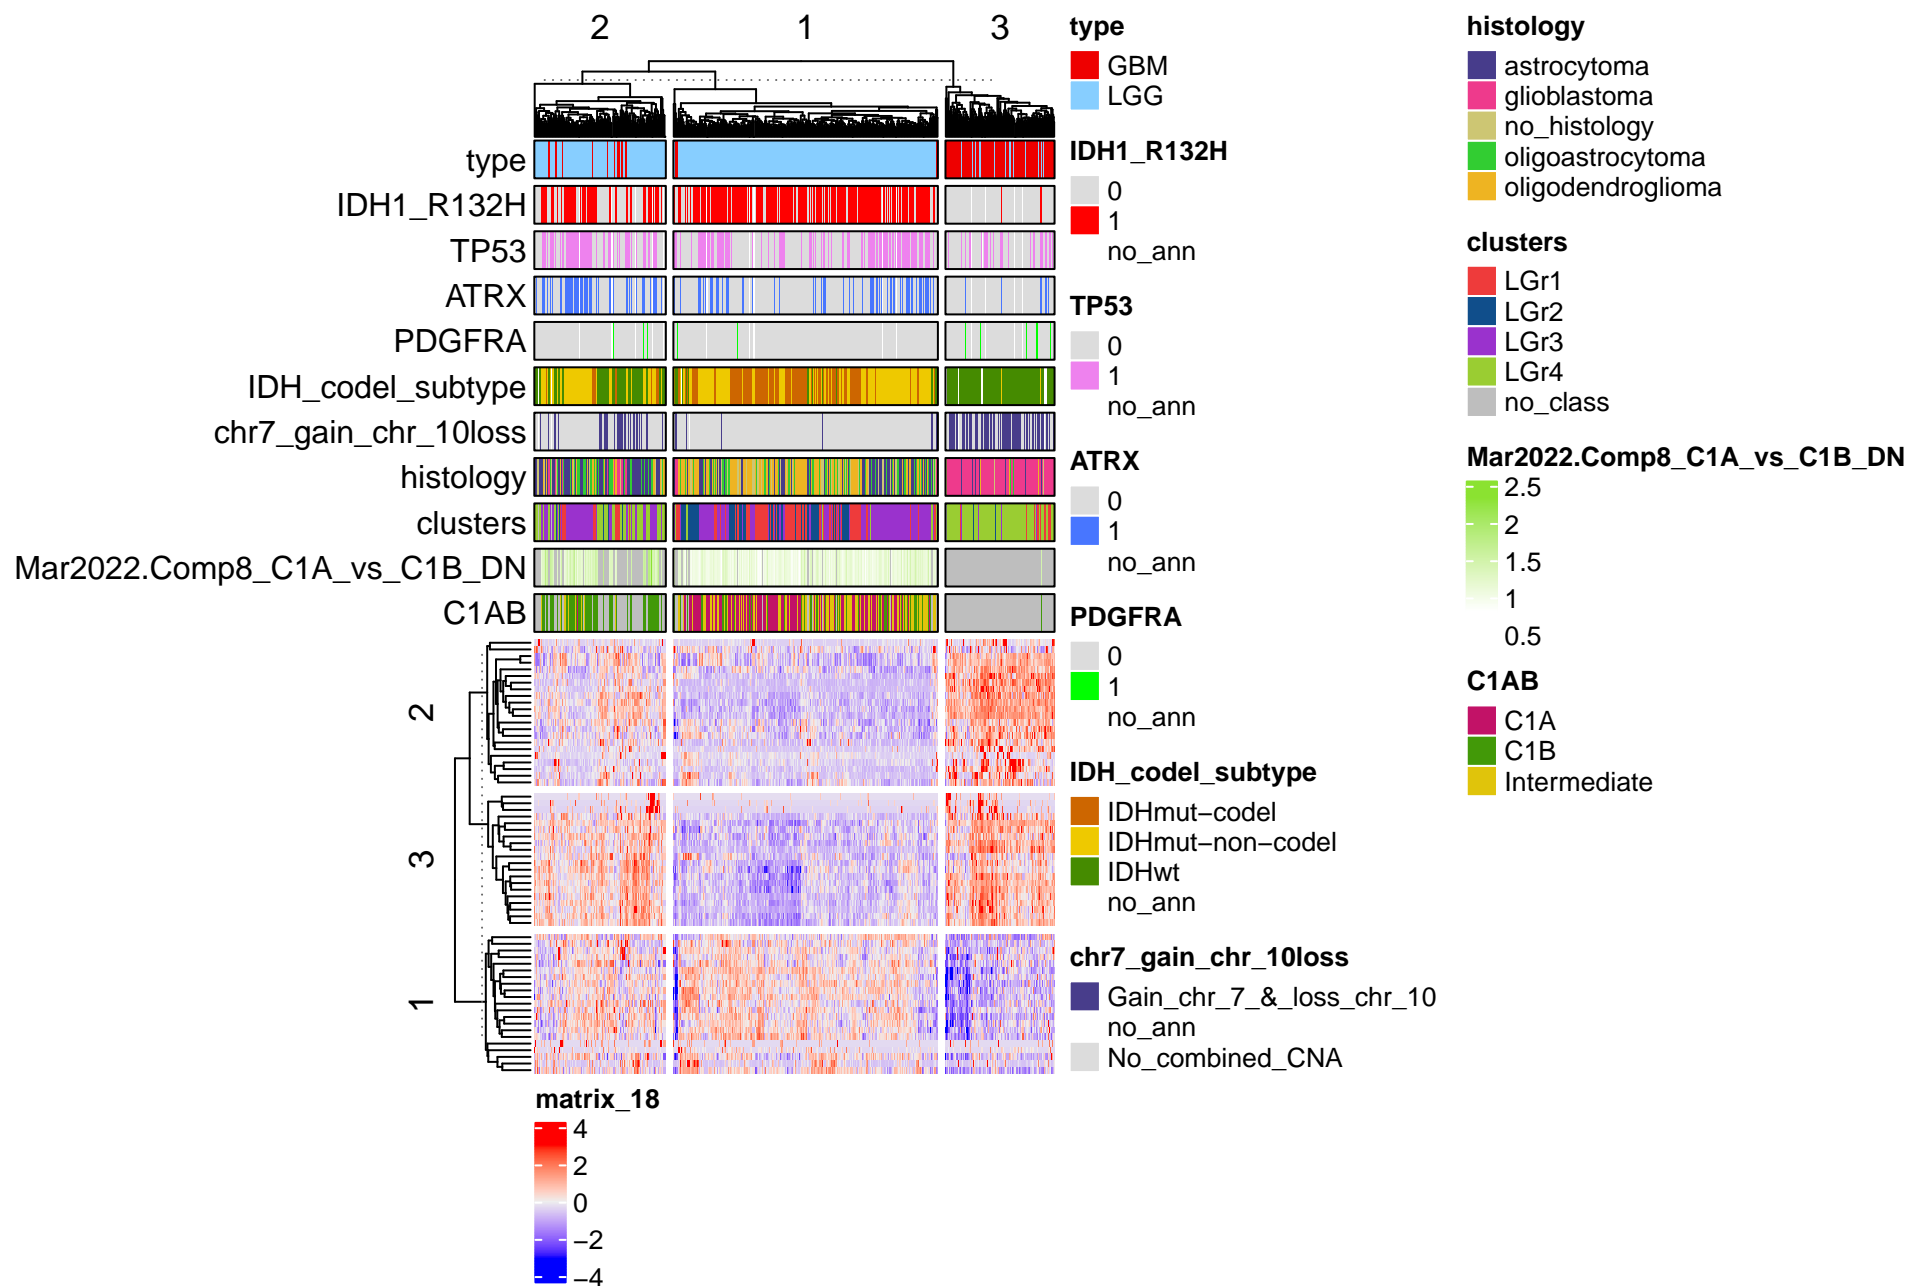 2
1
3
type
IDH1_R132H
TP53
ATRX
PDGFRA
IDH_codel_subtype
chr7_gain_chr_10loss
histology
clusters
Mar2022.Comp8_C1A_vs_C1B_DN
C1AB
2
3
1
matrix_18
4
2
0
−2
−4
type
GBM
LGG
IDH1_R132H
0
1
no_ann
TP53
0
1
no_ann
ATRX
0
1
no_ann
PDGFRA
0
1
no_ann
IDH_codel_subtype
IDHmut−codel
IDHmut−non−codel
IDHwt
no_ann
chr7_gain_chr_10loss
Gain_chr_7_&_loss_chr_10
no_ann
No_combined_CNA
histology
astrocytoma
glioblastoma
no_histology
oligoastrocytoma
oligodendroglioma
clusters
LGr1
LGr2
LGr3
LGr4
no_class
Mar2022.Comp8_C1A_vs_C1B_DN
2.5
2
1.5
1
0.5
C1AB
C1A
C1B
Intermediate